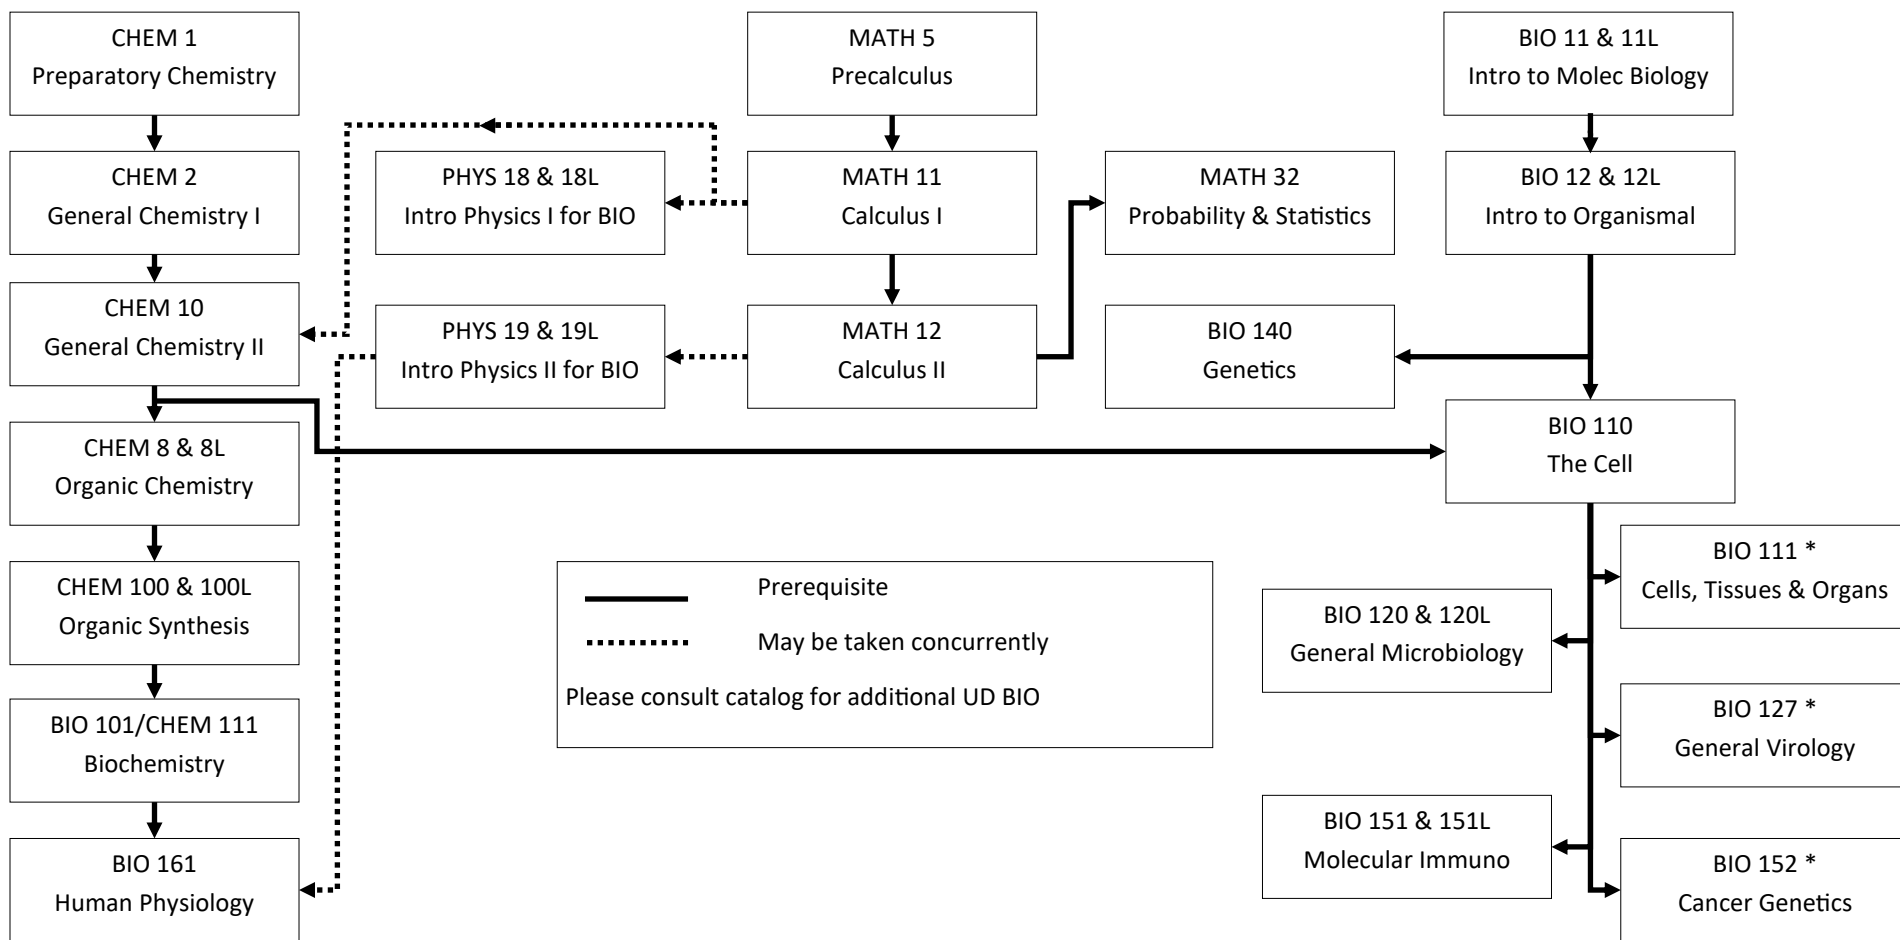 CHEM 1
Preparatory Chemistry
MATH 5
Precalculus
BIO 11 & 11L
Intro to Molec Biology
CHEM 2
General Chemistry I
PHYS 18 & 18L
Intro Physics I for BIO
MATH 11
Calculus I
MATH 32
Probability & Statistics
BIO 12 & 12L
Intro to Organismal
CHEM 10
General Chemistry II
PHYS 19 & 19L
Intro Physics II for BIO
MATH 12
Calculus II
BIO 140
Genetics
CHEM 8 & 8L
Organic Chemistry
BIO 110
The Cell
CHEM 100 & 100L
Organic Synthesis
Prerequisite
May be taken concurrently
Please consult catalog for additional UD BIO
BIO 111 *
Cells, Tissues & Organs
BIO 120 & 120L
General Microbiology
BIO 101/CHEM 111
Biochemistry
BIO 127 *
General Virology
BIO 161
Human Physiology
BIO 151 & 151L
Molecular Immuno
BIO 152 *
Cancer Genetics